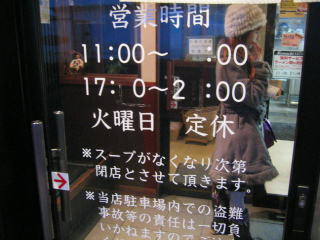 営業時間
11:00〜 :00
17: 0〜2 :00
火曜日 定休
※スープがなくなり次第
閉店とさせて頂きます。
※当店駐車場内での盗難
事故等の責任は一切負
いかねますので